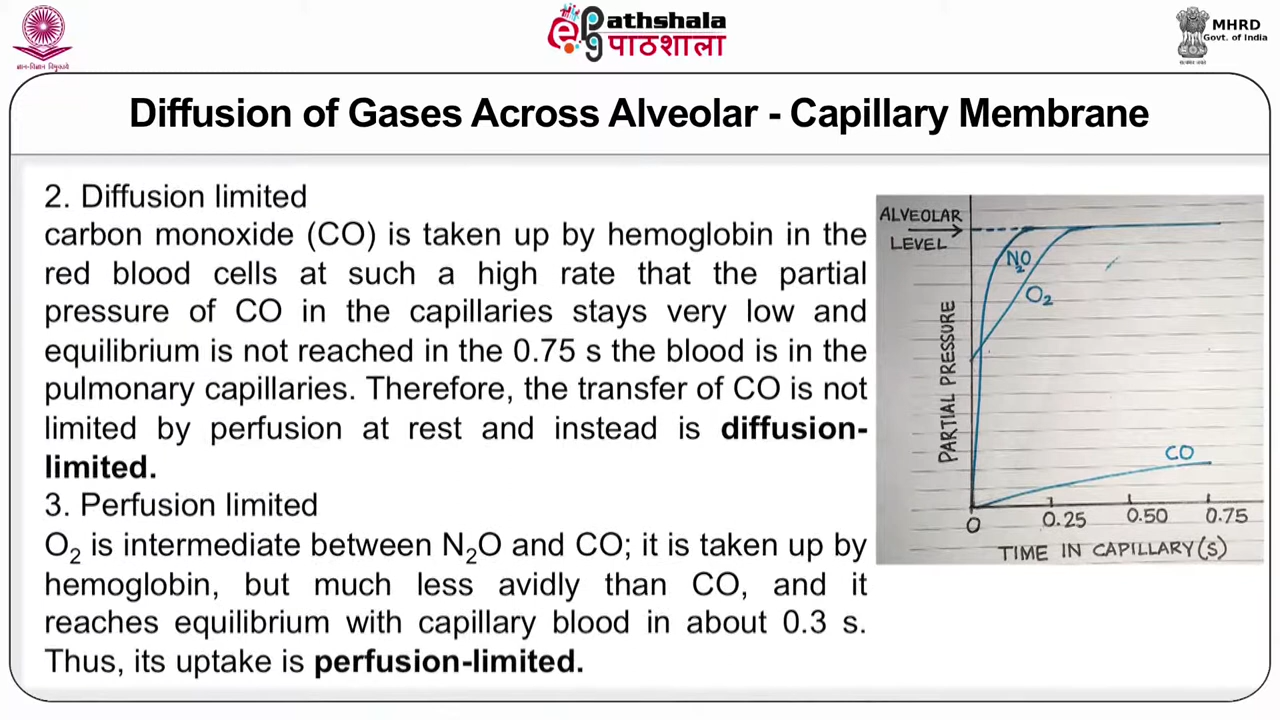 ज्ञान-विज्ञान विमुक्तये
ePathshala
पाठशाला
MHRD
Govt. of India
सत्यमेव जयते
Diffusion of Gases Across Alveolar - Capillary Membrane
2. Diffusion limited
carbon monoxide (CO) is taken up by hemoglobin in the
red blood cells at such a high rate that the partial
pressure of CO in the capillaries stays very low and
equilibrium is not reached in the 0.75 s the blood is in the
pulmonary capillaries. Therefore, the transfer of CO is not
limited by perfusion at rest and instead is diffusion-
limited.
3. Perfusion limited
O₂ is intermediate between N₂O and CO; it is taken up by
hemoglobin, but much less avidly than CO, and it
reaches equilibrium with capillary blood in about 0.3 s.
Thus, its uptake is perfusion-limited.
ALVEOLAR
LEVEL
N₂O
O₂
PARTIAL PRESSURE
CO
0
0.25
0.50
0.75
TIME IN CAPILLARY (s)